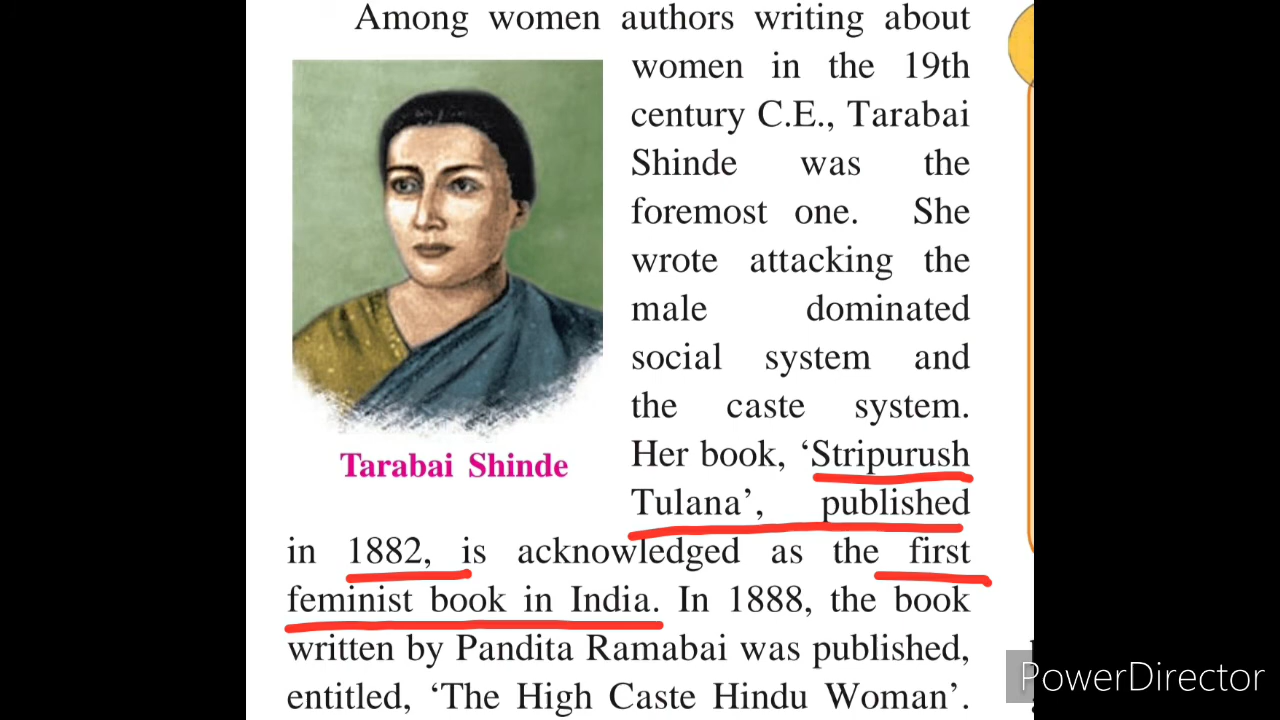 Among women authors writing about
women in the 19th
century C.E., Tarabai
Shinde was the
foremost one. She
wrote attacking the
male dominated
social system and
the caste system.
Her book, ‘Stripurush
Tulana’, published
Tarabai Shinde
in 1882, is acknowledged as the first
feminist book in India. In 1888, the book
written by Pandita Ramabai was published,
entitled, ‘The High Caste Hindu Woman’.
PowerDirector